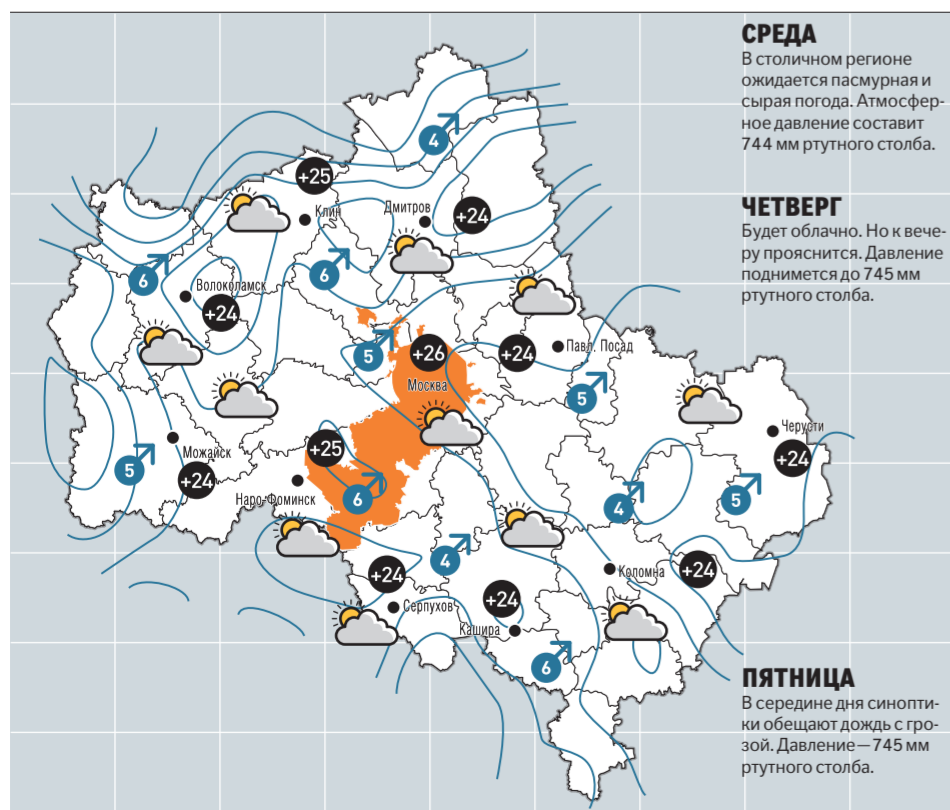 СРЕДА
В столичном регионе
ожидается пасмурная и
сырая погода. Атмосфер-
ное давление составит
744 мм ртутного столба.
ЧЕТВЕРГ
Будет облачно. Но к вече-
ру прояснится. Давление
поднимется до 745 мм
ртутного столба.
ПЯТНИЦА
В середине дня синопти-
ки обещают дождь с гро-
зой. Давление—745 мм
ртутного столба.
4
+25
Клин
Дмитров
+24
6
6
Волоколамск
+24
5
+26
Москва
+24
Павл. Посад
5
Черусти
+24
5
Можайск
+24
+25
Наро-Фоминск
6
4
5
4
+24
Серпухов
+24
Кашира
Коломна
+24
6